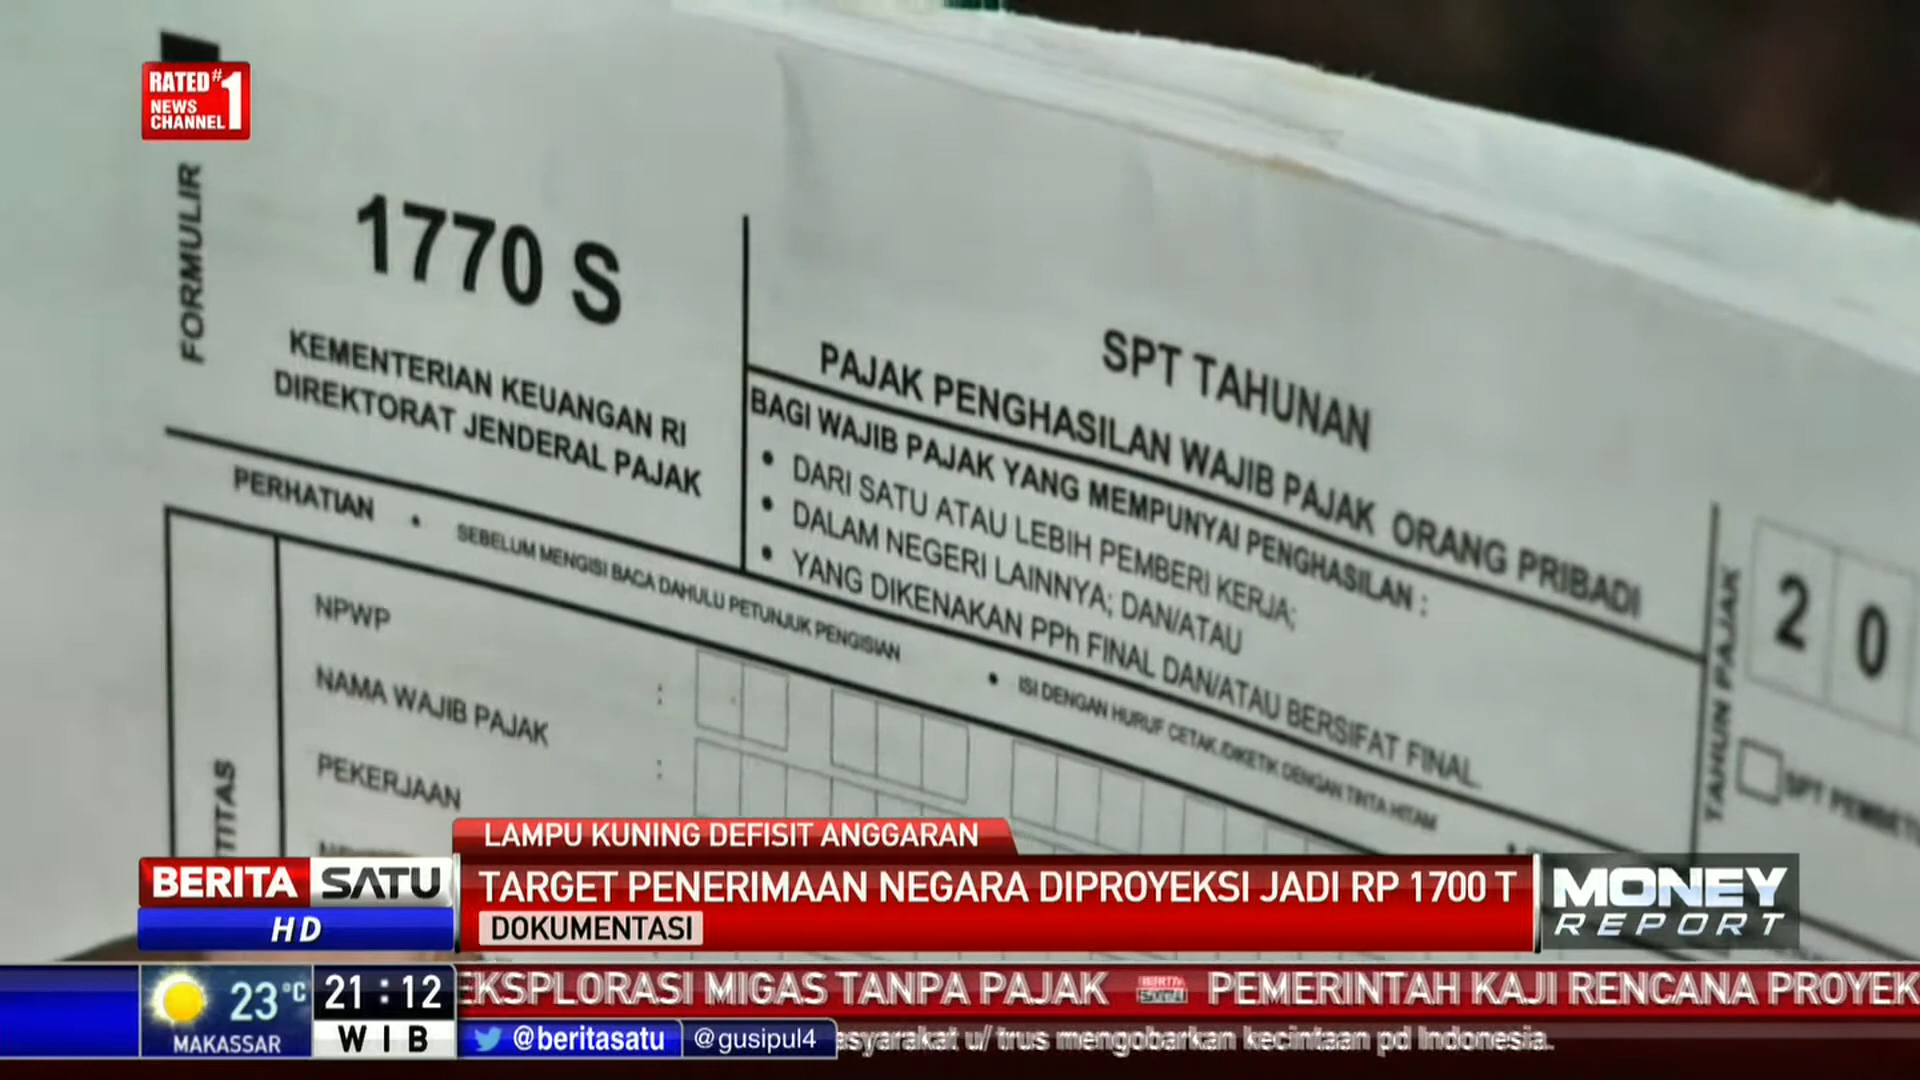 RATED #1
NEWS
CHANNEL
FORMULIR
1770 S
KEMENTERIAN KEUANGAN RI
DIREKTORAT JENDERAL PAJAK
SPT TAHUNAN
PAJAK PENGHASILAN WAJIB PAJAK ORANG PRIBADI
BAGI WAJIB PAJAK YANG MEMPUNYAI PENGHASILAN :
• DARI SATU ATAU LEBIH PEMBERI KERJA;
• DALAM NEGERI LAINNYA; DAN/ATAU
• YANG DIKENAKAN PPh FINAL DAN/ATAU BERSIFAT FINAL.
TAHUN PAJAK
2 0
SPT PEMBET
PERHATIAN
• SEBELUM MENGISI BACA DAHULU PETUNJUK PENGISIAN
• ISI DENGAN HURUF CETAK /DIKETIK DENGAN TINTA HITAM
TITAS
NPWP :
NAMA WAJIB PAJAK :
PEKERJAAN
LAMPU KUNING DEFISIT ANGGARAN
BERITA SATU
HD
TARGET PENERIMAAN NEGARA DIPROYEKSI JADI RP 1700 T
DOKUMENTASI
MONEY
REPORT
23°C
MAKASSAR
21:12
WIB
EKSPLORASI MIGAS TANPA PAJAK BERITA SATU PEMERINTAH KAJI RENCANA PROYEK
@beritasatu @gusipul4 asyarakat u/ trus mengobarkan kecintaan pd Indonesia.